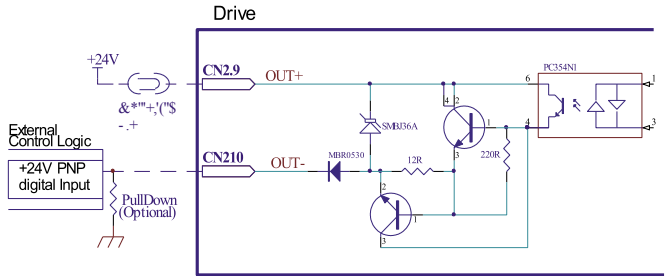 Drive
+24V
CN2.9
OUT+
PC354N1
6
1
4
3
&*'"+,'("$
- .+
4
2
SMBJ36A
1
External
Control Logic
+24V PNP
digital Input
CN210
OUT-
MBR0530
12R
3
220R
PullDown
(Optional)
2
1
3